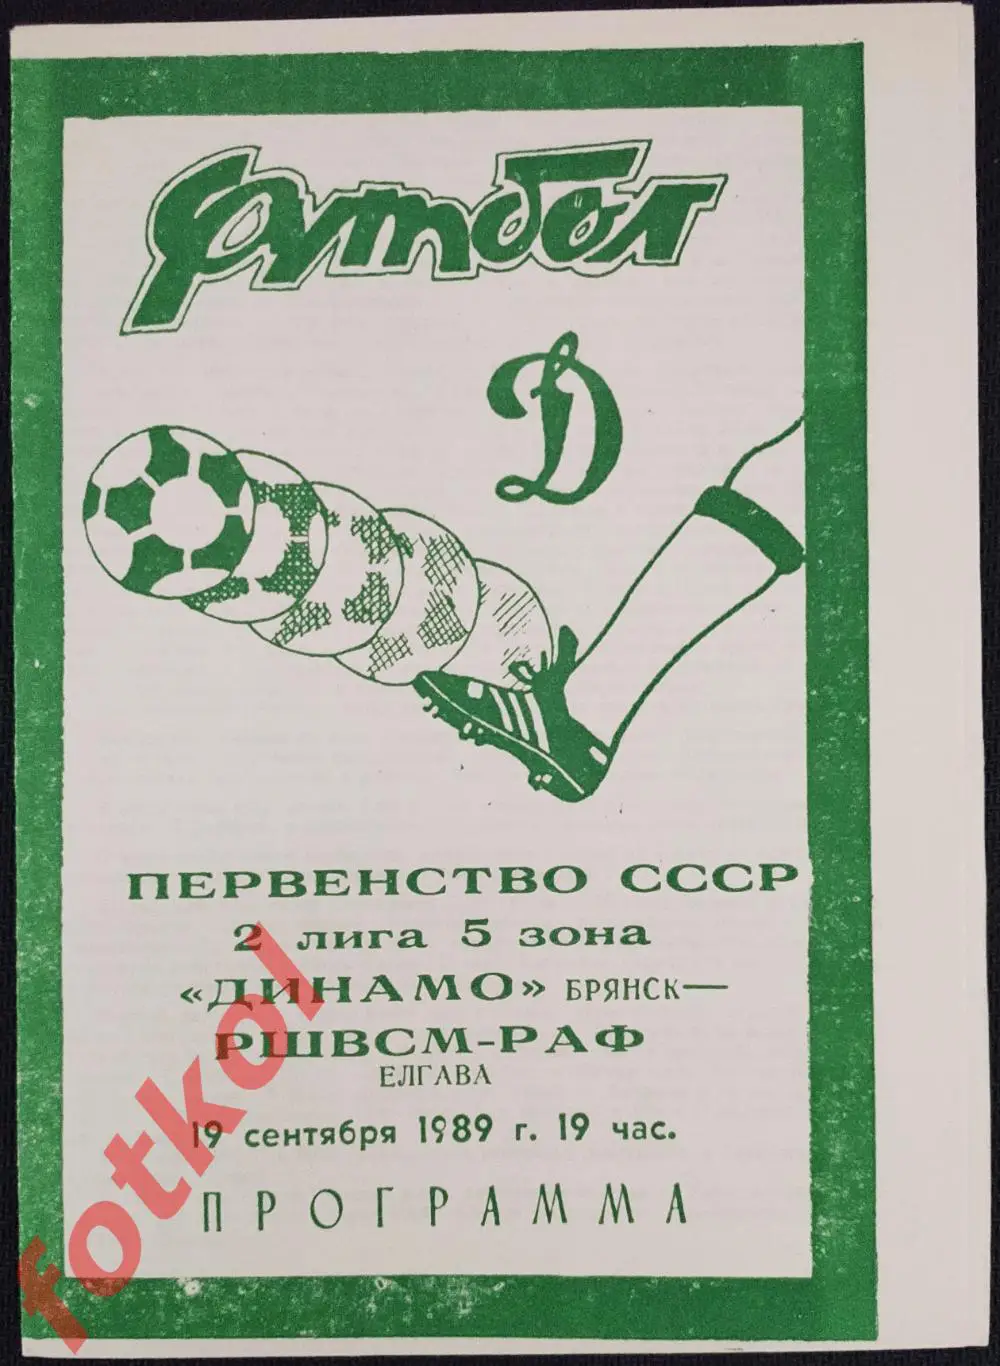 Футбол
Д
ПЕРВЕНСТВО СССР
2 лига 5 зона
«ДИНАМО» БРЯНСК—
РШВСМ-РАФ
ЕЛГАВА
19 сентября 1989 г. 19 час.
ПРОГРАММА
fotkol